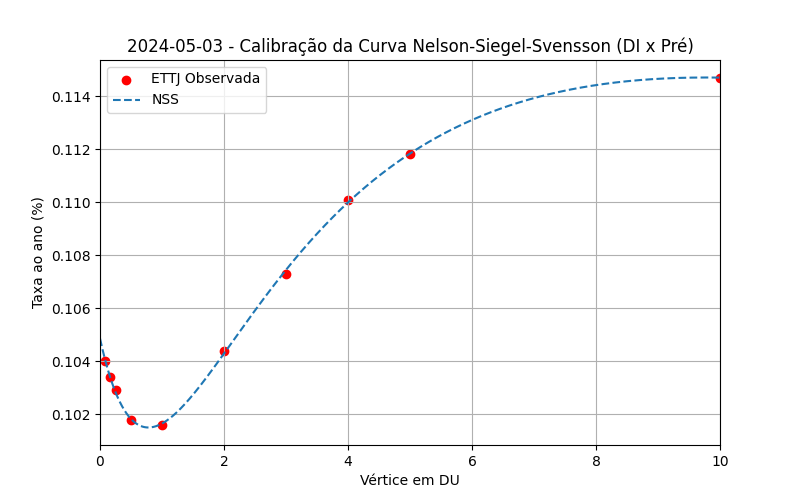 2024-05-03 - Calibração da Curva Nelson-Siegel-Svensson (DI x Pré)
ETTJ Observada
NSS
Taxa ao ano (%)
0.114
0.112
0.110
0.108
0.106
0.104
0.102
0 2 4 6 8 10
Vértice em DU